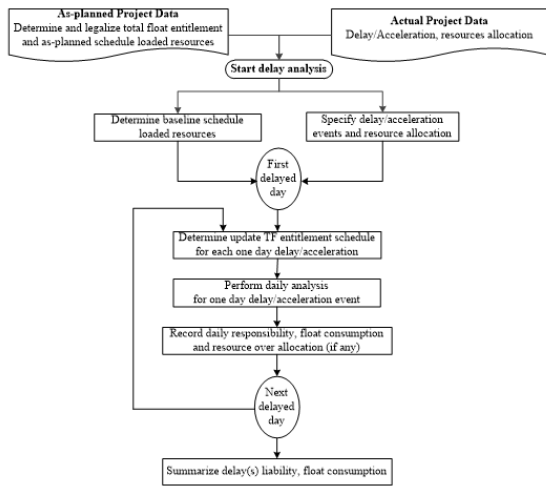 As-planned Project Data
Determine and legalize total float entitlement
and as-planned schedule loaded resources
Actual Project Data
Delay/Acceleration, resources allocation
Start delay analysis
Determine baseline schedule
loaded resources
Specify delay/acceleration
events and resource allocation
First
delayed
day
Determine update TF entitlement schedule
for each one day delay/acceleration
Perform daily analysis
for one day delay/acceleration event
Record daily responsibility, float consumption
and resource over allocation (if any)
Next
delayed
day
Summarize delay(s) liability, float consumption